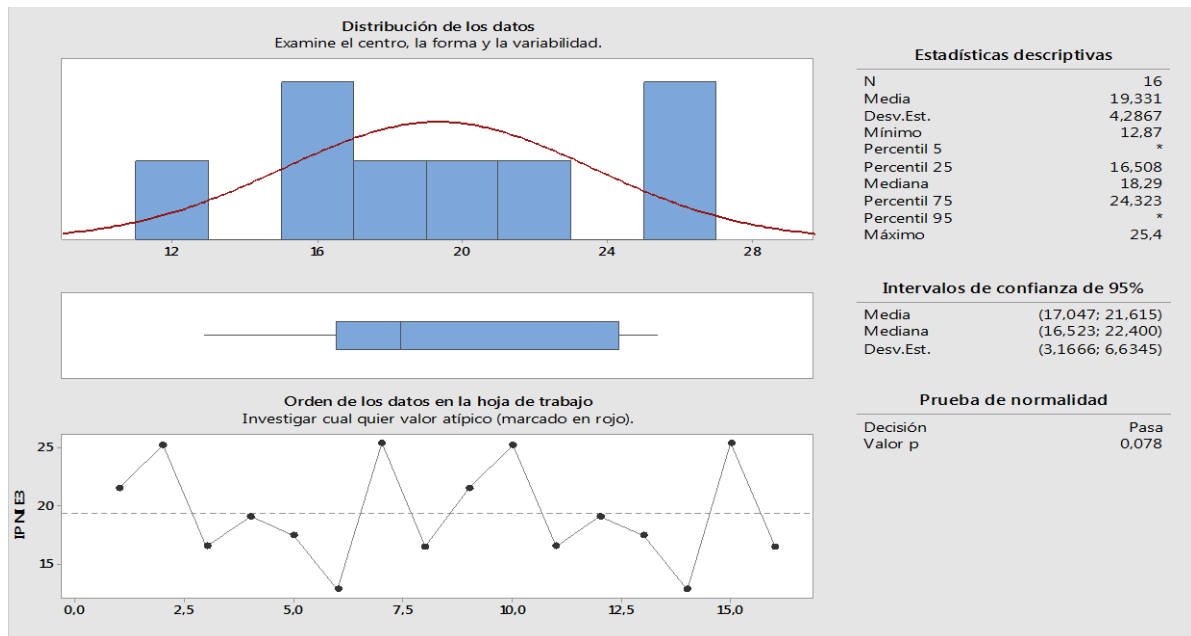 Distribución de los datos
Examine el centro, la forma y la variabilidad.
12 16 20 24 28
Orden de los datos en la hoja de trabajo
Investigar cual quier valor atípico (marcado en rojo).
25
20
15
0,0 2,5 5,0 7,5 10,0 12,5 15,0
Estadísticas descriptivas
N 16
Media 19,331
Desv.Est. 4,2867
Mínimo 12,87
Percentil 5 *
Percentil 25 16,508
Mediana 18,29
Percentil 75 24,323
Percentil 95 *
Máximo 25,4
Intervalos de confianza de 95%
Media (17,047; 21,615)
Mediana (16,523; 22,400)
Desv.Est. (3,1666; 6,6345)
Prueba de normalidad
Decisión Pasa
Valor p 0,078